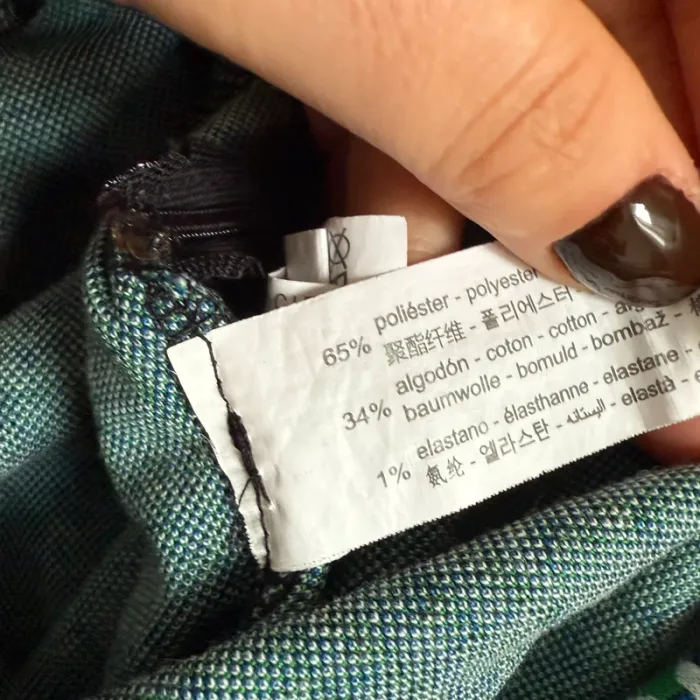 65% poliéster - polyester
聚酯纤维 - 폴리에스터 -
34% algodón - coton - cotton -
baumwolle - bomuld - bombaž -
1% elastano - élasthanne - elastane -
氨纶 - 엘라스탄 - الیستانه - elastà -